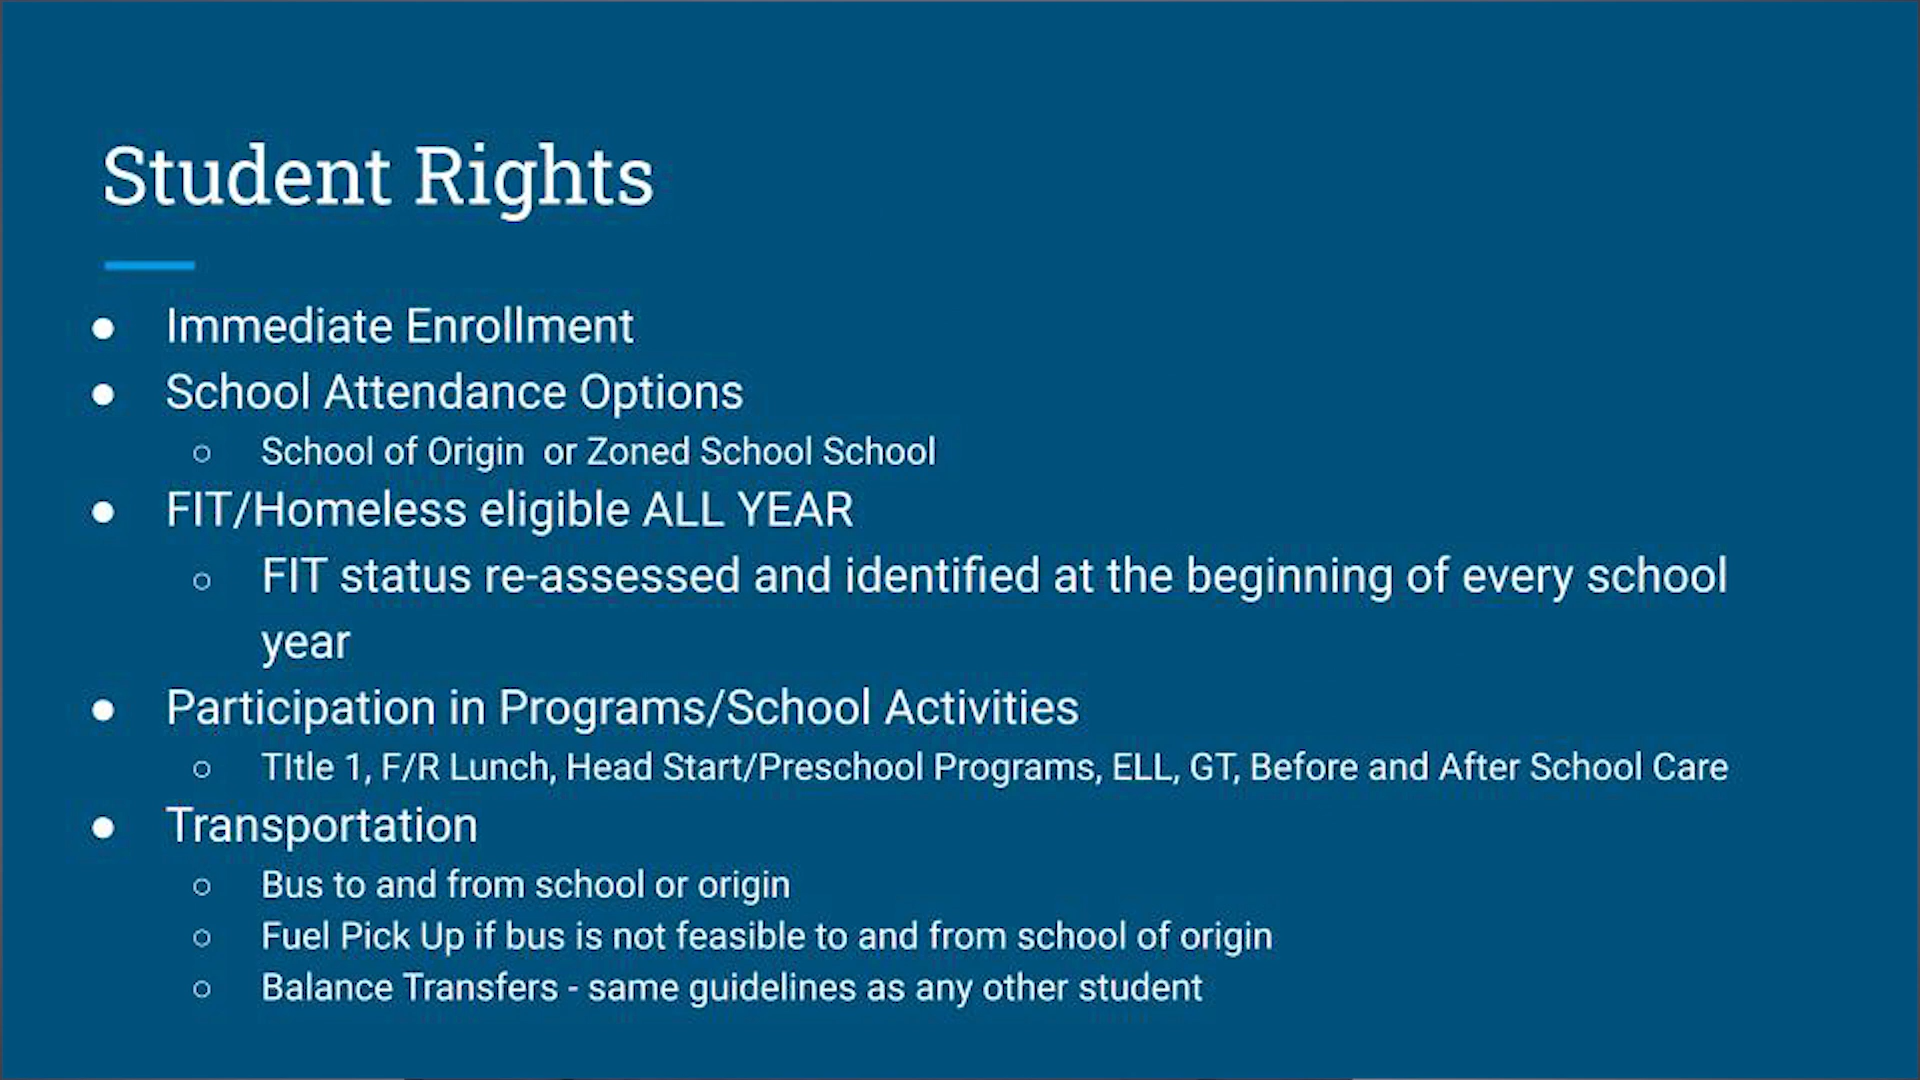 Student Rights
● Immediate Enrollment
● School Attendance Options
○ School of Origin  or Zoned School School
● FIT/Homeless eligible ALL YEAR
○ FIT status re-assessed and identified at the beginning of every school
year
● Participation in Programs/School Activities
○ TItle 1, F/R Lunch, Head Start/Preschool Programs, ELL, GT, Before and After School Care
● Transportation
○ Bus to and from school or origin
○ Fuel Pick Up if bus is not feasible to and from school of origin
○ Balance Transfers - same guidelines as any other student